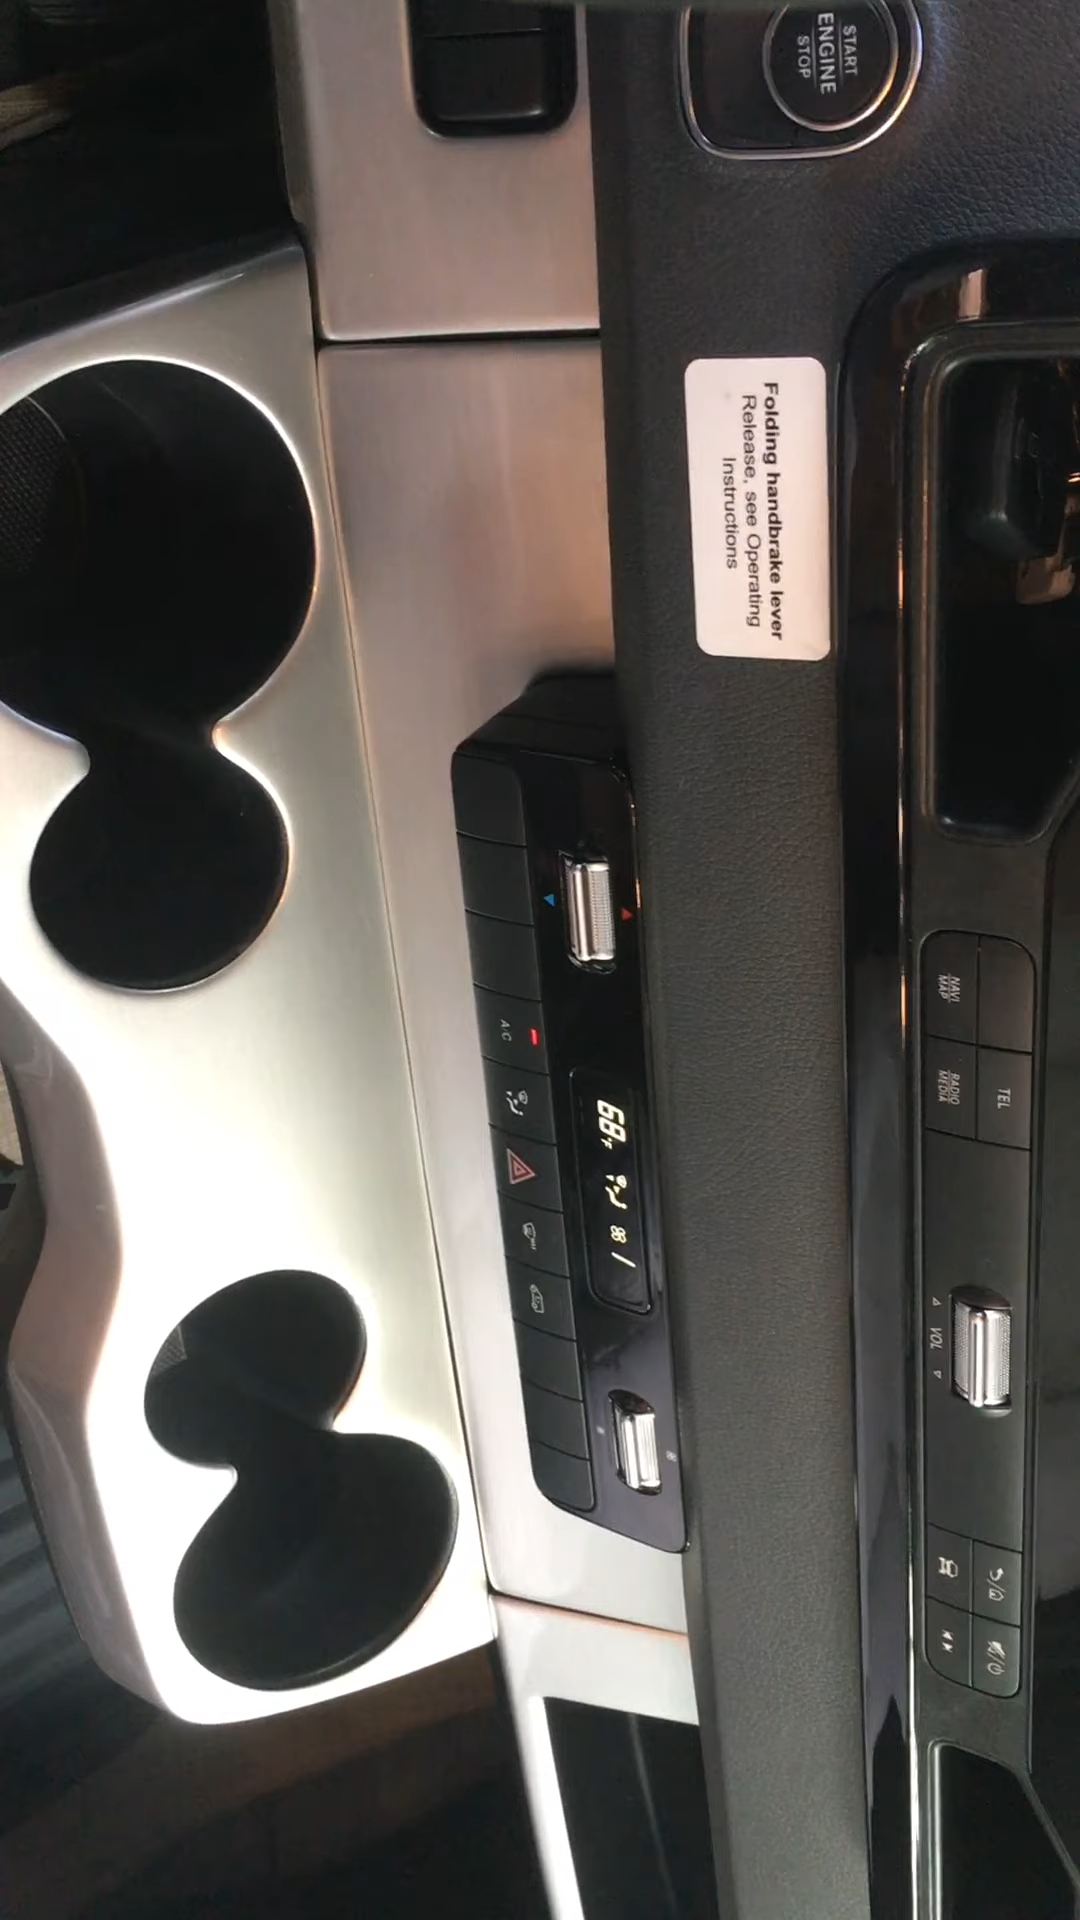 START
ENGINE
STOP
Folding handbrake lever
Release, see Operating
Instructions
NAVI
MAP
TEL
RADIO
MEDIA
VOL
68°F
A/C